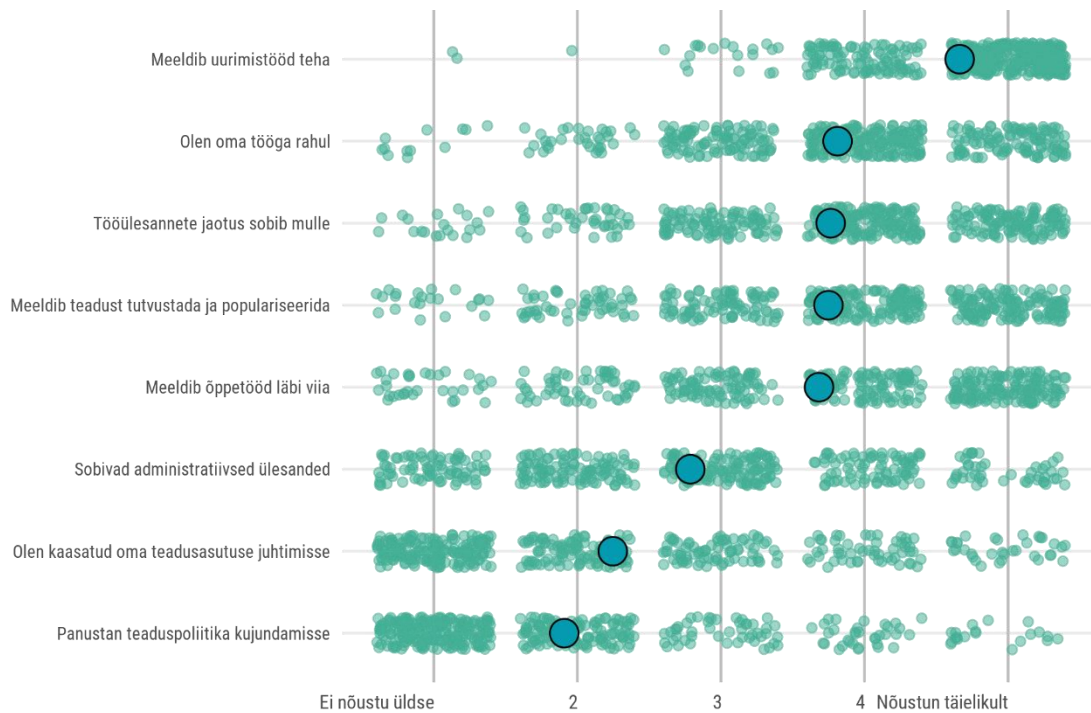 Meeldib uurimistööd teha
Olen oma tööga rahul
Tööülesannete jaotus sobib mulle
Meeldib teadust tutvustada ja populariseerida
Meeldib õppetööd läbi viia
Sobivad administratiivsed ülesanded
Olen kaasatud oma teadusasutuse juhtimisse
Panustan teaduspoliitika kujundamisse
Ei nõustu üldse 2 3 4 Nõustun täielikult